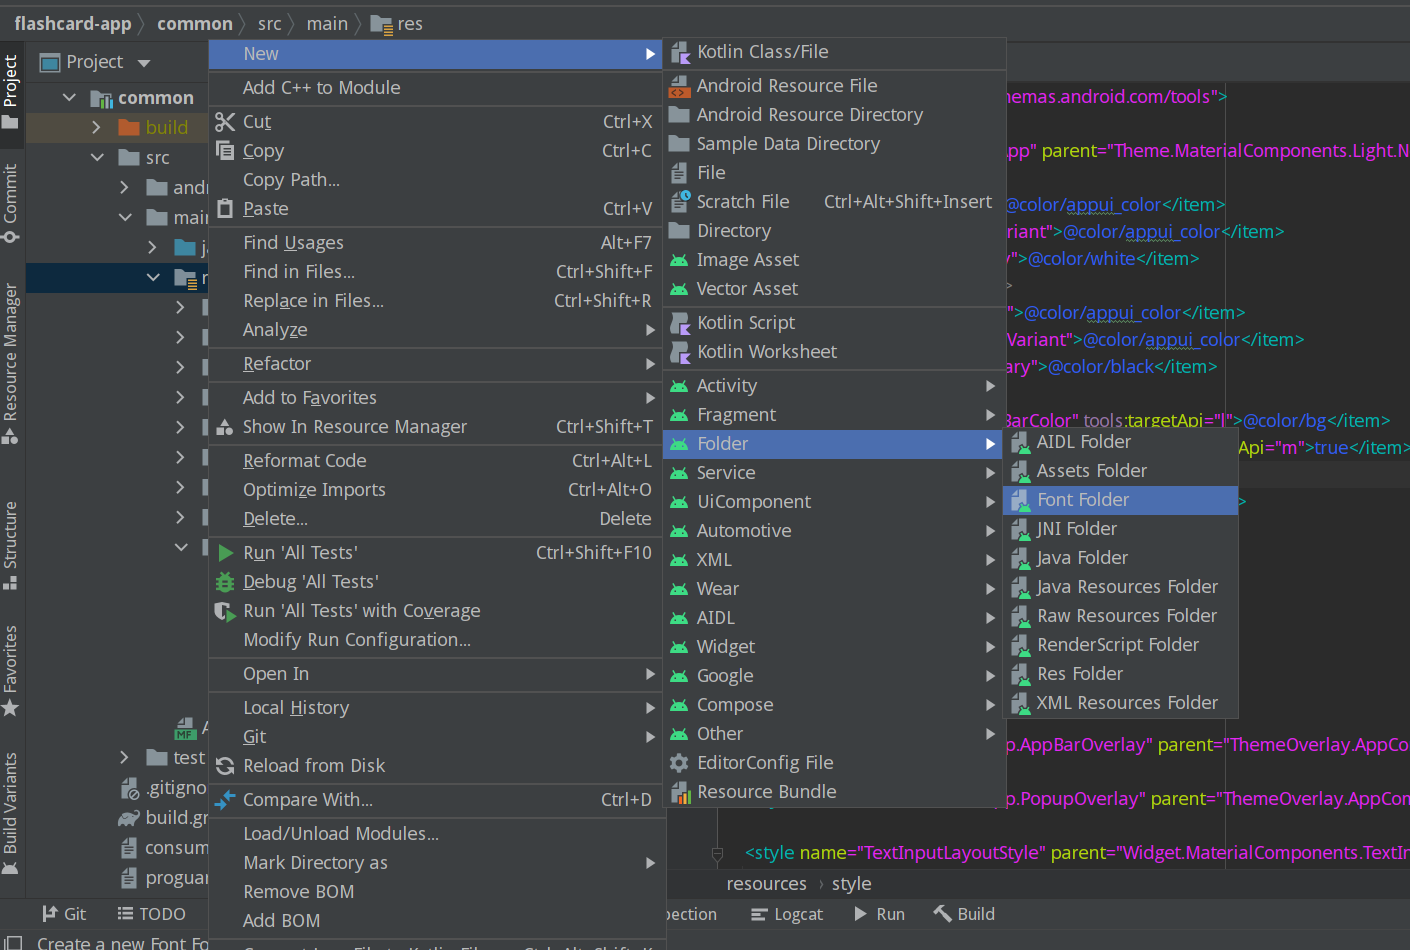 flashcard-app common src main res
Project
Project
common
build
src
main
test
build.gr
Commit
Resource Manager
Structure
Favorites
Build Variants
New
Add C++ to Module
Cut Ctrl+X
Copy Ctrl+C
Copy Path...
Paste Ctrl+V
Find Usages Alt+F7
Find in Files... Ctrl+Shift+F
Replace in Files... Ctrl+Shift+R
Analyze
Refactor
Add to Favorites
Show In Resource Manager Ctrl+Shift+T
Reformat Code Ctrl+Alt+L
Optimize Imports Ctrl+Alt+O
Delete... Delete
Run 'All Tests' Ctrl+Shift+F10
Debug 'All Tests'
Run 'All Tests' with Coverage
Modify Run Configuration...
Open In
Local History
Git
Reload from Disk
Compare With... Ctrl+D
Load/Unload Modules...
Mark Directory as
Remove BOM
Add BOM
Kotlin Class/File
Android Resource File
Android Resource Directory
Sample Data Directory
File
Scratch File Ctrl+Alt+Shift+Insert
Directory
Image Asset
Vector Asset
Kotlin Script
Kotlin Worksheet
Activity
Fragment
Folder
Service
UiComponent
Automotive
XML
Wear
AIDL
Widget
Google
Compose
Other
EditorConfig File
Resource Bundle
AIDL Folder
Assets Folder
Font Folder
JNI Folder
Java Folder
Java Resources Folder
Raw Resources Folder
RenderScript Folder
Res Folder
XML Resources Folder
hemas.android.com/tools">
App" parent="Theme.MaterialComponents.Light.N
@color/appui_color</item>
riant">@color/appui_color</item>
y">@color/white</item>
>
">@color/appui_color</item>
Variant">@color/appui_color</item>
ary">@color/black</item>
BarColor" tools:targetApi="l">@color/bg</item>
Api="m">true</item>
>
p.AppBarOverlay" parent="ThemeOverlay.AppCo
p.PopupOverlay" parent="ThemeOverlay.AppCom
<style name="TextInputLayoutStyle" parent="Widget.MaterialComponents.TextIn
resources › style
Git TODO pection Logcat Run Build
Create a new Font Fo